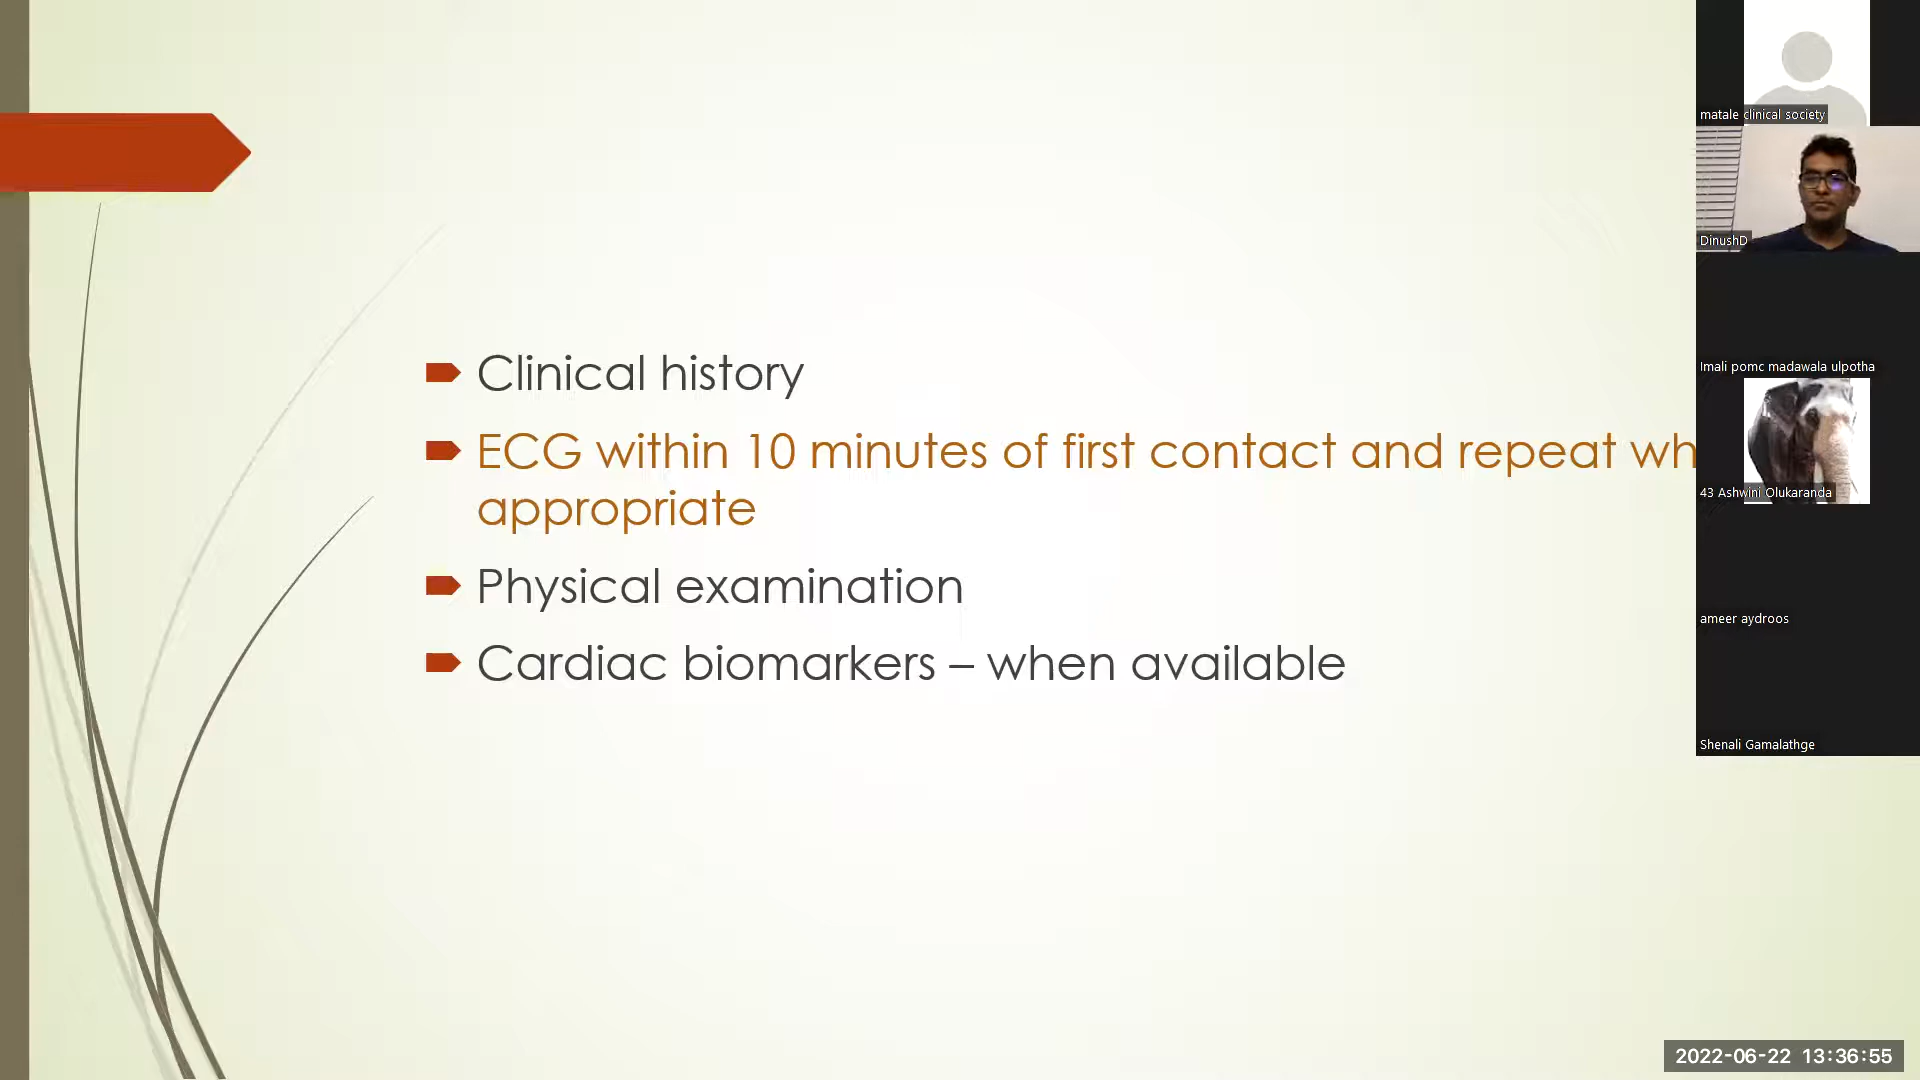 Clinical history
ECG within 10 minutes of first contact and repeat
appropriate
Physical examination
Cardiac biomarkers – when available
matale clinical society
DinushD
Imali pomc madawala ulpotha
43 Ashwini Olukaranda
ameer aydroos
Shenali Gamalathge
2022-06-22 13:36:55